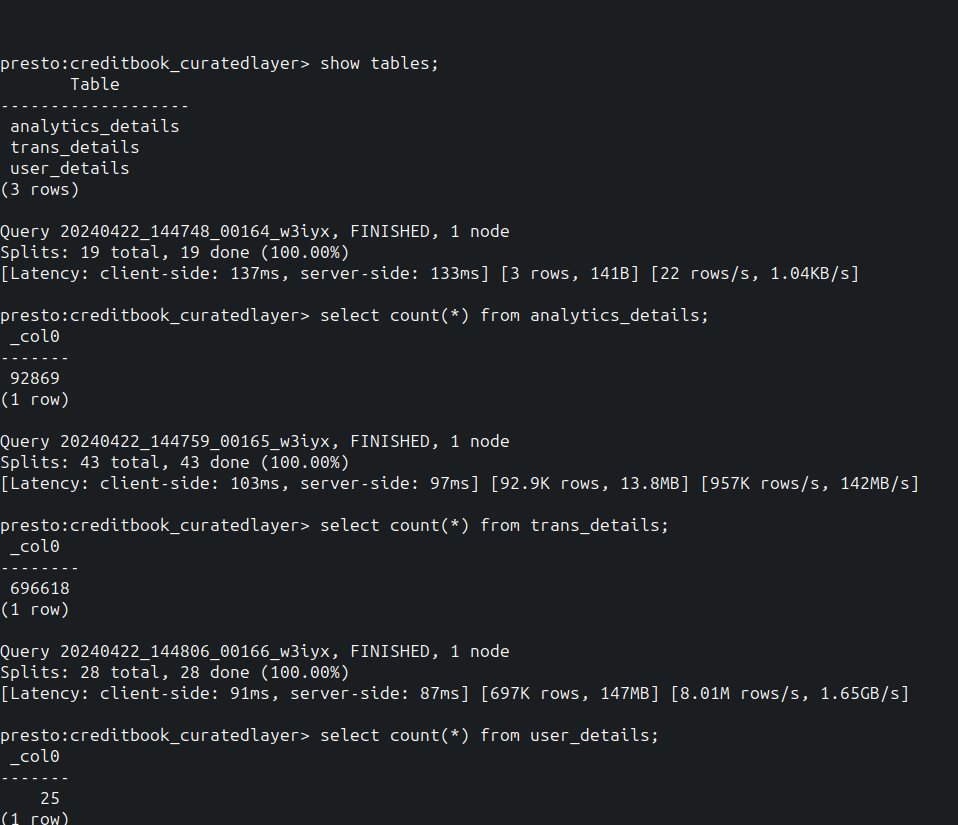 presto:creditbook_curatedlayer> show tables;
       Table
-------------------
 analytics_details
 trans_details
 user_details
(3 rows)

Query 20240422_144748_00164_w3iyx, FINISHED, 1 node
Splits: 19 total, 19 done (100.00%)
[Latency: client-side: 137ms, server-side: 133ms] [3 rows, 141B] [22 rows/s, 1.04KB/s]

presto:creditbook_curatedlayer> select count(*) from analytics_details;
 _col0
-------
 92869
(1 row)

Query 20240422_144759_00165_w3iyx, FINISHED, 1 node
Splits: 43 total, 43 done (100.00%)
[Latency: client-side: 103ms, server-side: 97ms] [92.9K rows, 13.8MB] [957K rows/s, 142MB/s]

presto:creditbook_curatedlayer> select count(*) from trans_details;
 _col0
--------
 696618
(1 row)

Query 20240422_144806_00166_w3iyx, FINISHED, 1 node
Splits: 28 total, 28 done (100.00%)
[Latency: client-side: 91ms, server-side: 87ms] [697K rows, 147MB] [8.01M rows/s, 1.65GB/s]

presto:creditbook_curatedlayer> select count(*) from user_details;
 _col0
-------
    25
(1 row)